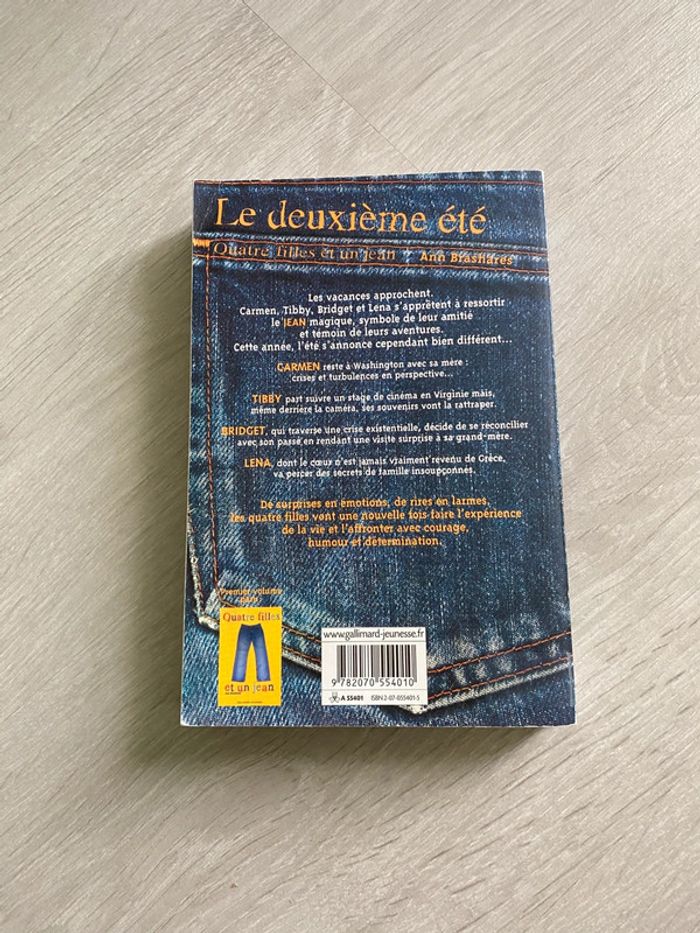 Le deuxième été
Quatre filles et un jean / Ann Brashares
Les vacances approchent.
Carmen, Tibby, Bridget et Lena s'apprêtent à ressortir
le JEAN magique, symbole de leur amitié
et témoin de leurs aventures.
Cette année, l'été s'annonce cependant bien différent...
CARMEN reste à Washington avec sa mère :
crises et turbulences en perspective...
TIBBY part suivre un stage de cinéma en Virginie mais,
même derrière la caméra, ses souvenirs vont la rattraper.
BRIDGET, qui traverse une crise existentielle, décide de se réconcilier
avec son passé en rendant une visite surprise à sa grand-mère.
LENA, dont le cœur n'est jamais vraiment revenu de Grèce,
va percer des secrets de famille insoupçonnés.
De surprises en émotions, de rires en larmes,
les quatre filles vont une nouvelle fois faire l'expérience
de la vie et l'affronter avec courage,
humour et détermination.
Premier volume
paru
Quatre filles
et un jean
www.gallimard-jeunesse.fr
9 782070 554010
A 55401 ISBN 2-07-055401-5